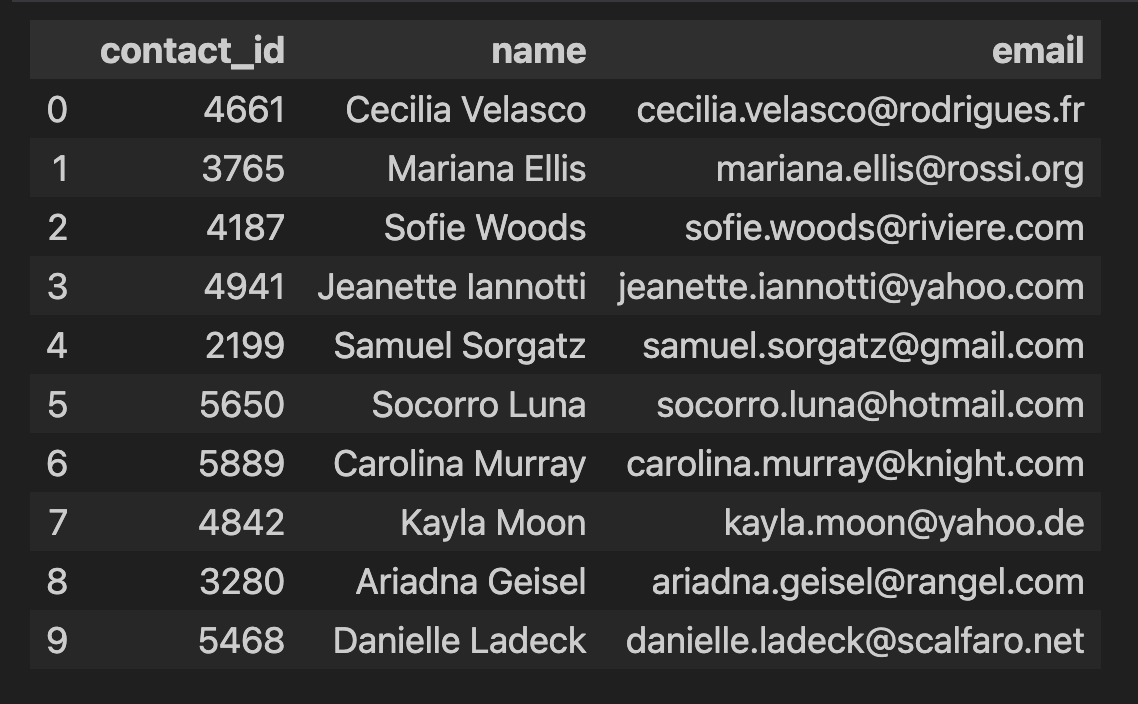 contact_id name email
0 4661 Cecilia Velasco cecilia.velasco@rodrigues.fr
1 3765 Mariana Ellis mariana.ellis@rossi.org
2 4187 Sofie Woods sofie.woods@riviere.com
3 4941 Jeanette Iannotti jeanette.iannotti@yahoo.com
4 2199 Samuel Sorgatz samuel.sorgatz@gmail.com
5 5650 Socorro Luna socorro.luna@hotmail.com
6 5889 Carolina Murray carolina.murray@knight.com
7 4842 Kayla Moon kayla.moon@yahoo.de
8 3280 Ariadna Geisel ariadna.geisel@rangel.com
9 5468 Danielle Ladeck danielle.ladeck@scalfaro.net